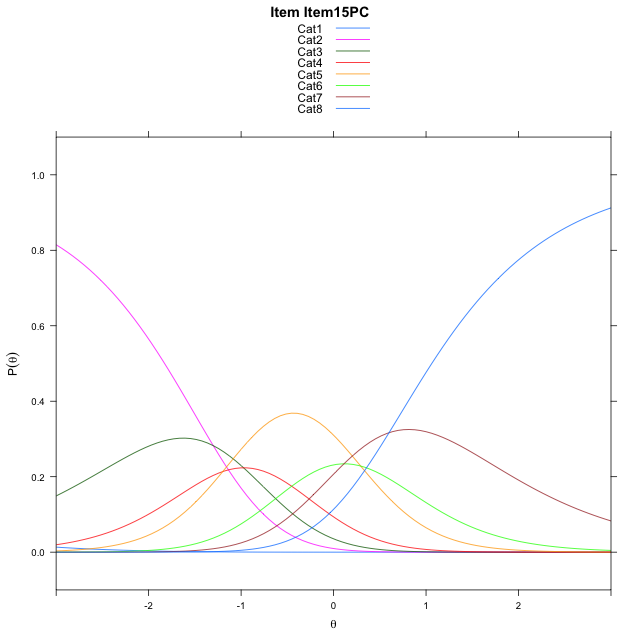 Item Item15PC
Cat1
Cat2
Cat3
Cat4
Cat5
Cat6
Cat7
Cat8
1.0
0.8
0.6
0.4
0.2
0.0
P(θ)
-2 -1 0 1 2
θ